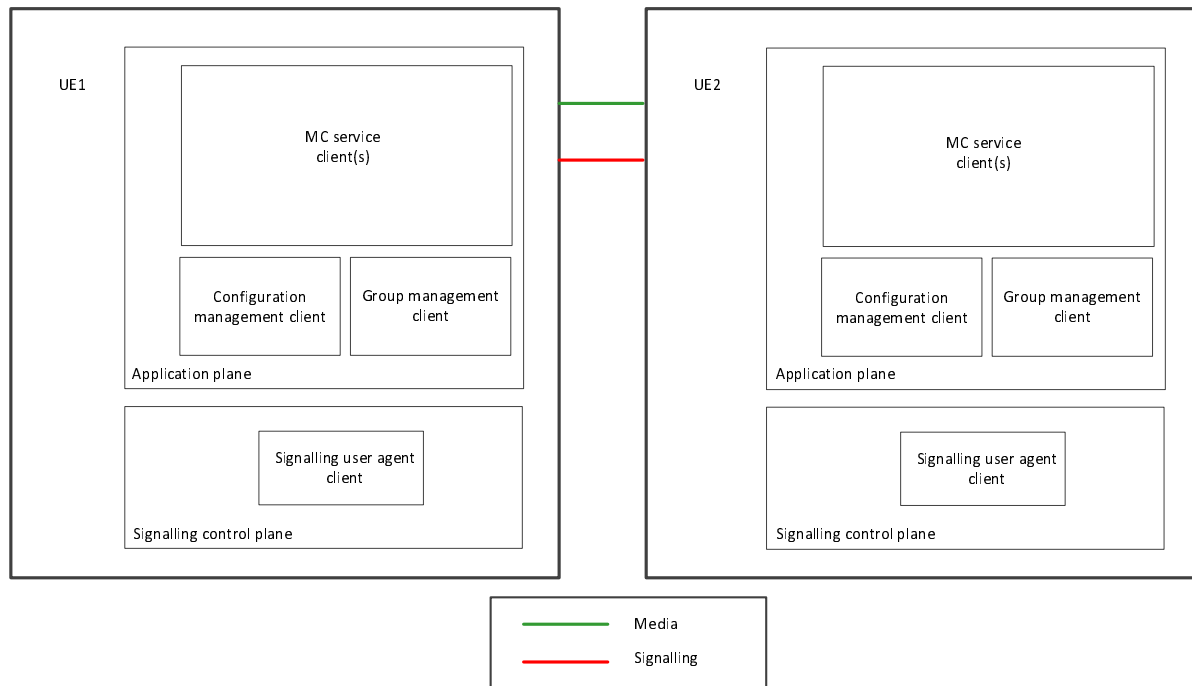 UE1
MC service
client(s)
Configuration
management client
Group management
client
Application plane
Signalling user agent
client
Signalling control plane
UE2
MC service
client(s)
Configuration
management client
Group management
client
Application plane
Signalling user agent
client
Signalling control plane
Media
Signalling